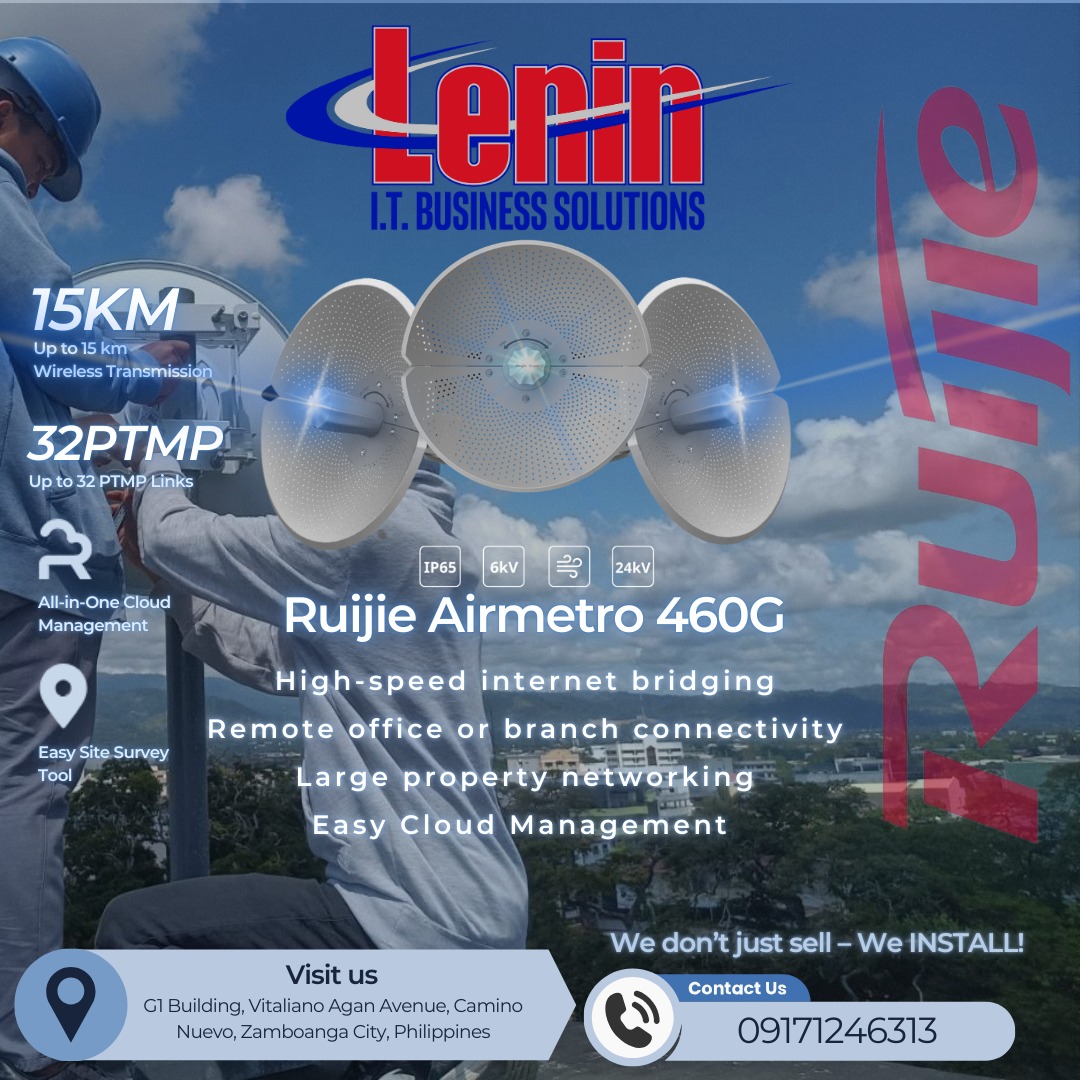 Lenin
I.T. BUSINESS SOLUTIONS
Ruijie
15KM
Up to 15 km
Wireless Transmission
32PTMP
Up to 32 PTMP Links
All-in-One Cloud
Management
Easy Site Survey
Tool
IP65 6kV 24kV
Ruijie Airmetro 460G
High-speed internet bridging
Remote office or branch connectivity
Large property networking
Easy Cloud Management
We don’t just sell – We INSTALL!
Visit us
G1 Building, Vitaliano Agan Avenue, Camino
Nuevo, Zamboanga City, Philippines
Contact Us
09171246313